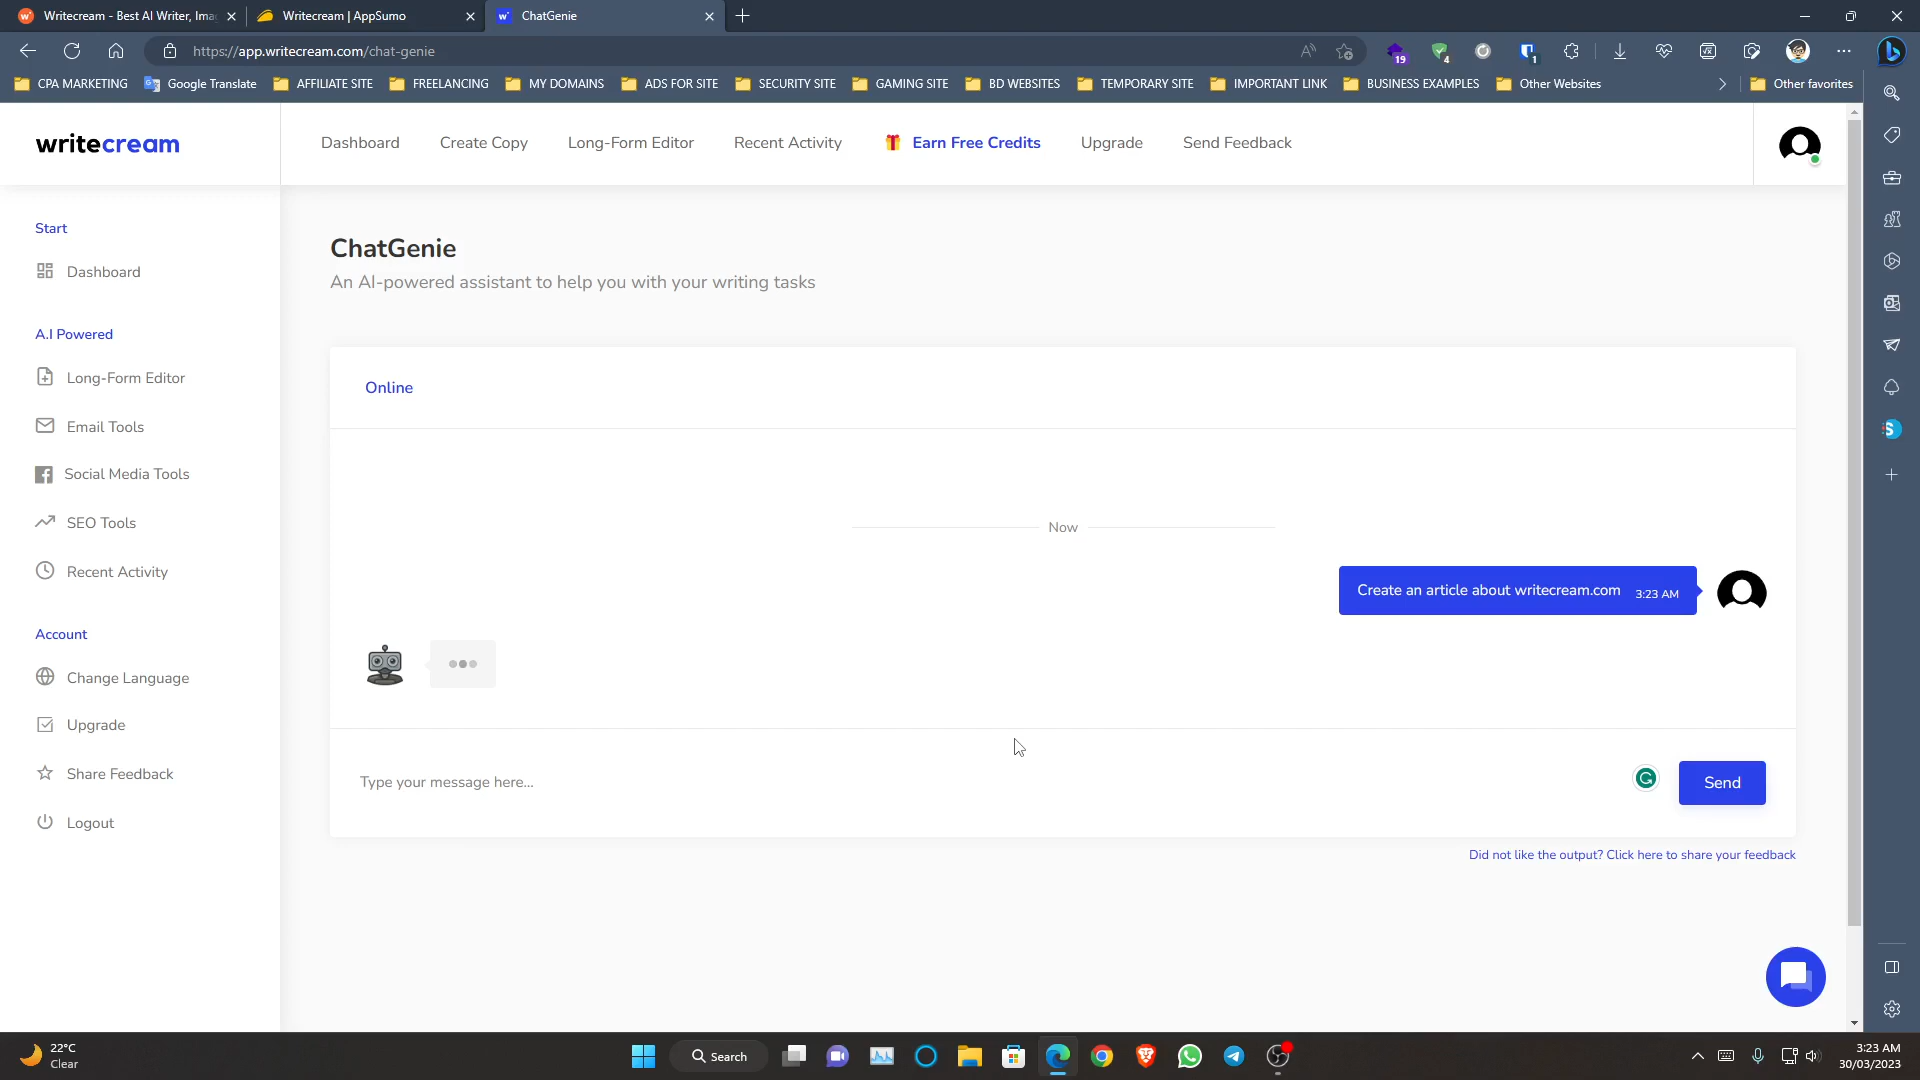 Writecream - Best AI Writer, Ima
Writecream | AppSumo
ChatGenie
https://app.writecream.com/chat-genie
19
4
1
CPA MARKETING
Google Translate
AFFILIATE SITE
FREELANCING
MY DOMAINS
ADS FOR SITE
SECURITY SITE
GAMING SITE
BD WEBSITES
TEMPORARY SITE
IMPORTANT LINK
BUSINESS EXAMPLES
Other Websites
Other favorites
writecream
Dashboard
Create Copy
Long-Form Editor
Recent Activity
Earn Free Credits
Upgrade
Send Feedback
Start
Dashboard
A.I Powered
Long-Form Editor
Email Tools
Social Media Tools
SEO Tools
Recent Activity
Account
Change Language
Upgrade
Share Feedback
Logout
ChatGenie
An AI-powered assistant to help you with your writing tasks
Online
Now
Create an article about writecream.com 3:23 AM
Type your message here...
Send
Did not like the output? Click here to share your feedback
22°C
Clear
Search
3:23 AM
30/03/2023